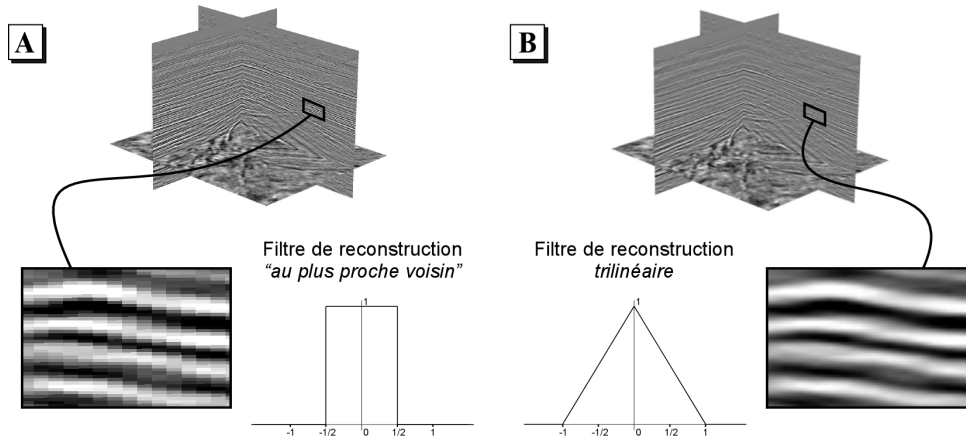 A
B
Filtre de reconstruction
“au plus proche voisin”
Filtre de reconstruction
trilinéaire
1
-1 -1/2 0 1/2 1
1
-1 -1/2 0 1/2 1